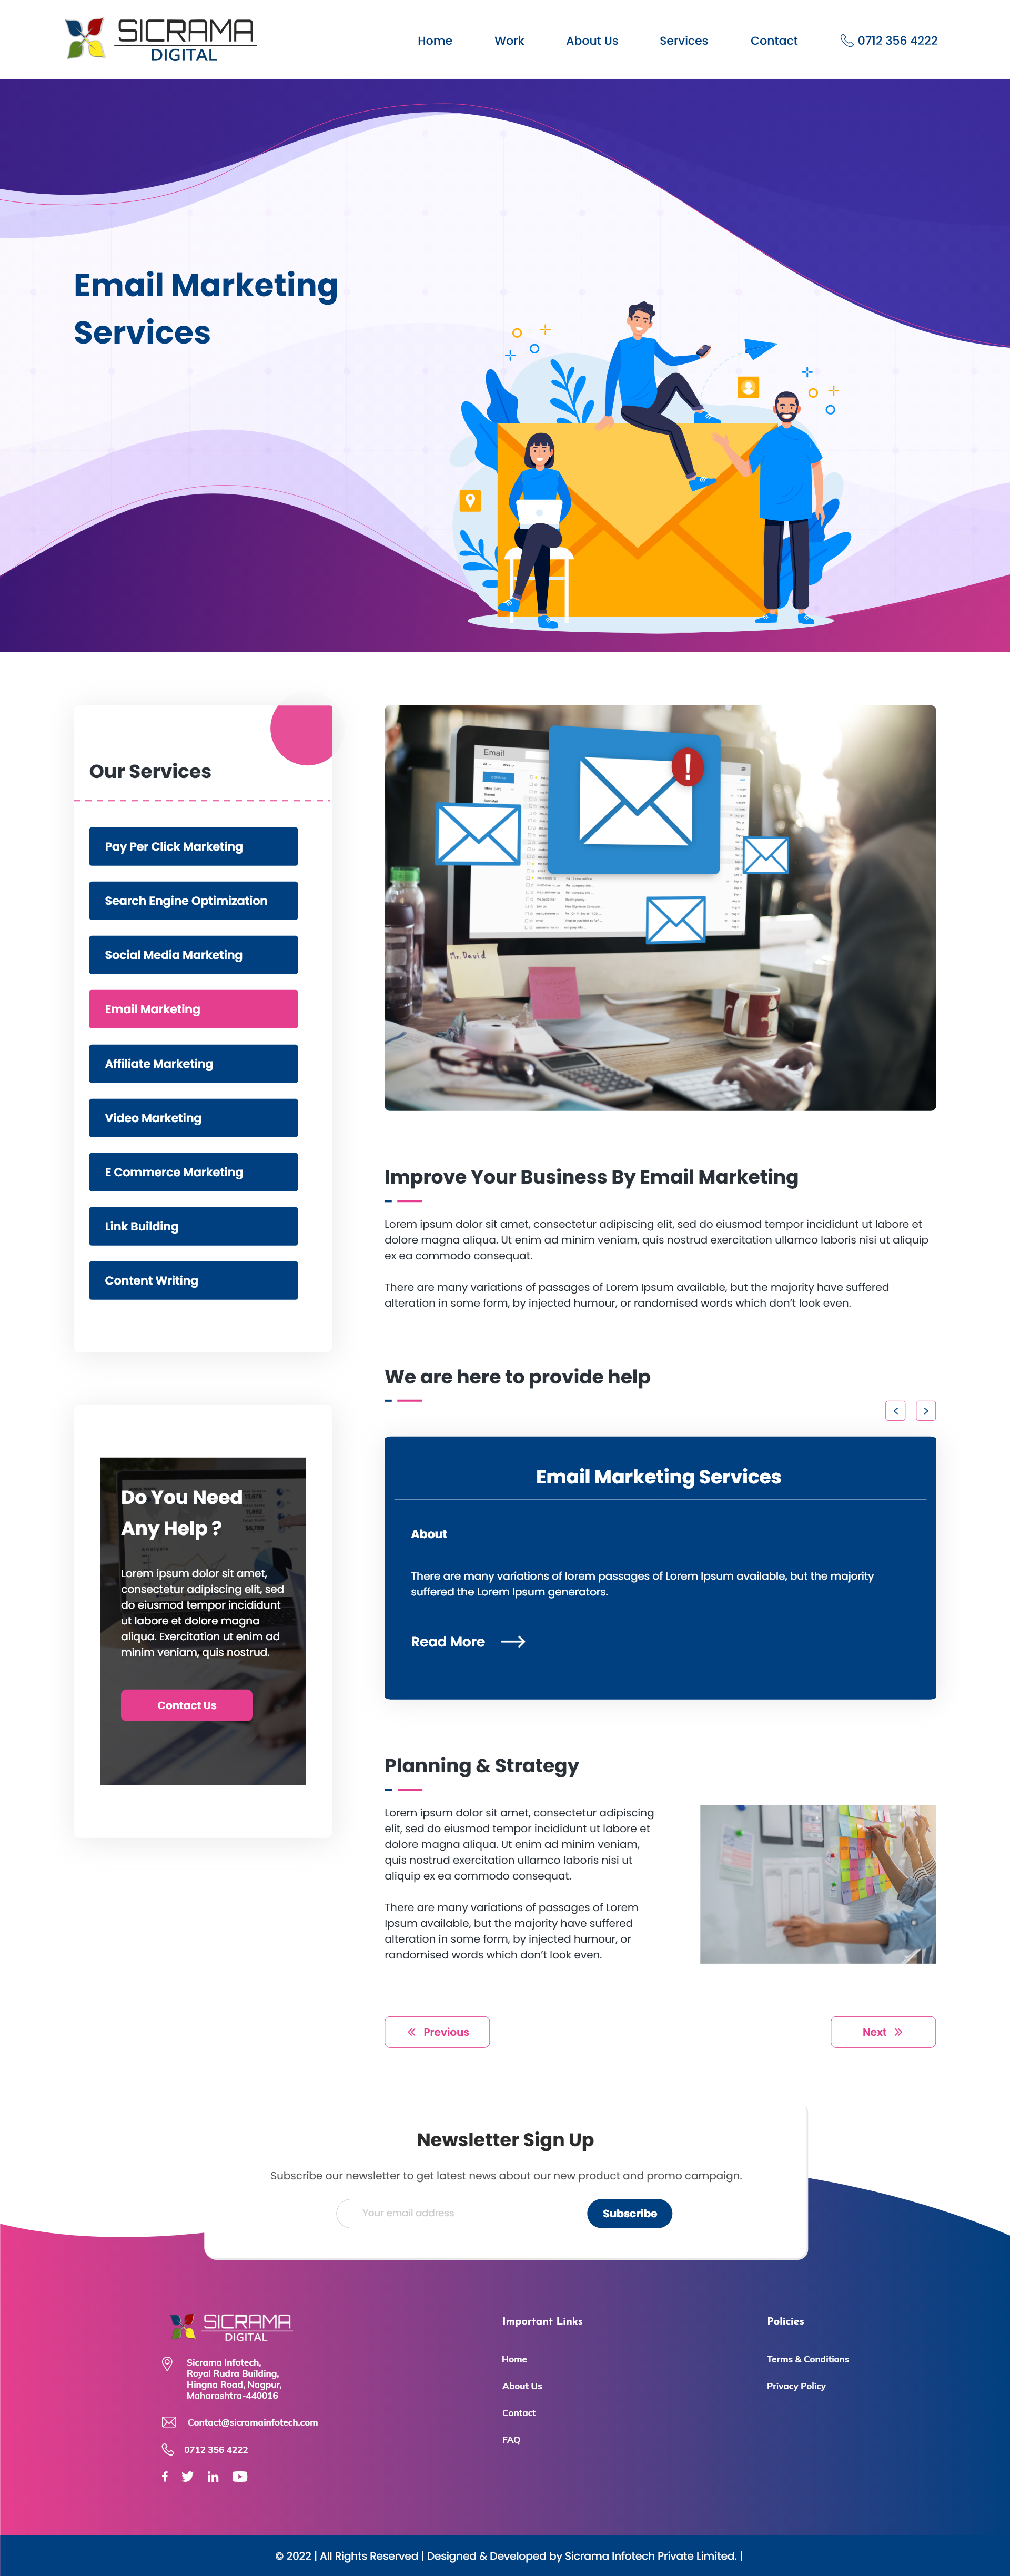 SICRAMA
DIGITAL
Home
Work
About Us
Services
Contact
0712 356 4222
Email Marketing
Services
Our Services
Pay Per Click Marketing
Search Engine Optimization
Social Media Marketing
Email Marketing
Affiliate Marketing
Video Marketing
E Commerce Marketing
Link Building
Content Writing
Email
Mr. David
Improve Your Business By Email Marketing
Lorem ipsum dolor sit amet, consectetur adipiscing elit, sed do eiusmod tempor incididunt ut labore et
dolore magna aliqua. Ut enim ad minim veniam, quis nostrud exercitation ullamco laboris nisi ut aliquip
ex ea commodo consequat.
There are many variations of passages of Lorem Ipsum available, but the majority have suffered
alteration in some form, by injected humour, or randomised words which don't look even.
We are here to provide help
< >
Email Marketing Services
About
There are many variations of lorem passages of Lorem Ipsum available, but the majority
suffered the Lorem Ipsum generators.
Read More
Do You Need
Any Help ?
Lorem ipsum dolor sit amet,
consectetur adipiscing elit, sed
do eiusmod tempor incididunt
ut labore et dolore magna
aliqua. Exercitation ut enim ad
minim veniam, quis nostrud.
Contact Us
Planning & Strategy
Lorem ipsum dolor sit amet, consectetur adipiscing
elit, sed do eiusmod tempor incididunt ut labore et
dolore magna aliqua. Ut enim ad minim veniam,
quis nostrud exercitation ullamco laboris nisi ut
aliquip ex ea commodo consequat.
There are many variations of passages of Lorem
Ipsum available, but the majority have suffered
alteration in some form, by injected humour, or
randomised words which don't look even.
Previous
Next
Newsletter Sign Up
Subscribe our newsletter to get latest news about our new product and promo campaign.
Your email address
Subscribe
SICRAMA
DIGITAL
Sicrama Infotech,
Royal Rudra Building,
Hingna Road, Nagpur,
Maharashtra-440016
Contact@sicramainfotech.com
0712 356 4222
Important Links
Home
About Us
Contact
FAQ
Policies
Terms & Conditions
Privacy Policy
© 2022 | All Rights Reserved | Designed & Developed by Sicrama Infotech Private Limited. |